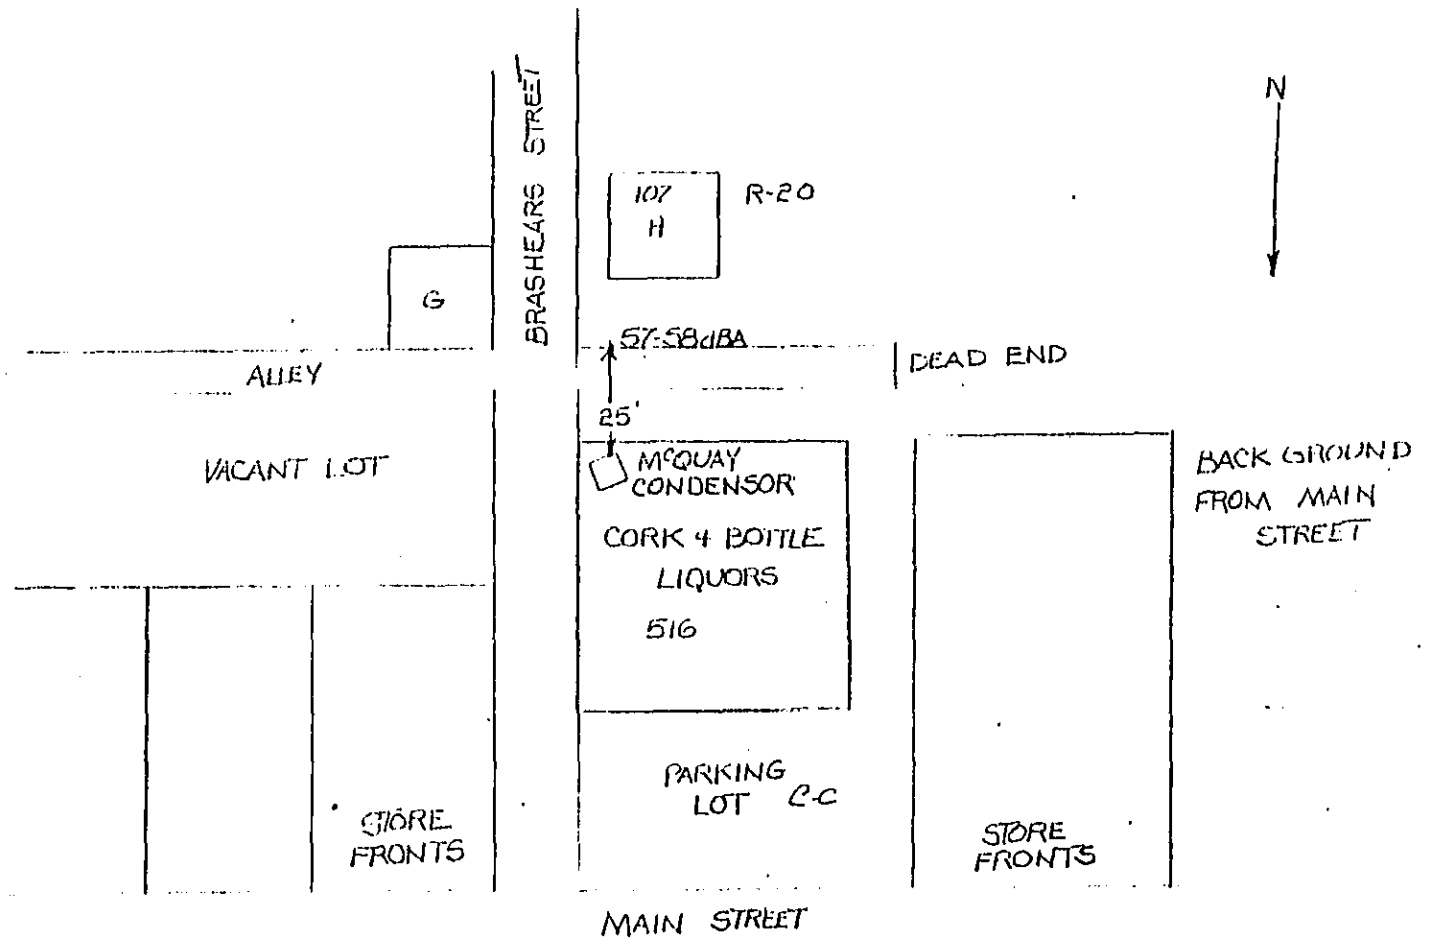 N
BRASHEARS STREET
107
H
R-20
G
57-58dBA
ALLEY
DEAD END
25'
VACANT LOT
McQUAY
CONDENSOR
CORK & BOTTLE
LIQUORS
516
BACK GROUND
FROM MAIN
STREET
PARKING
LOT C-C
STORE
FRONTS
STORE
FRONTS
MAIN STREET